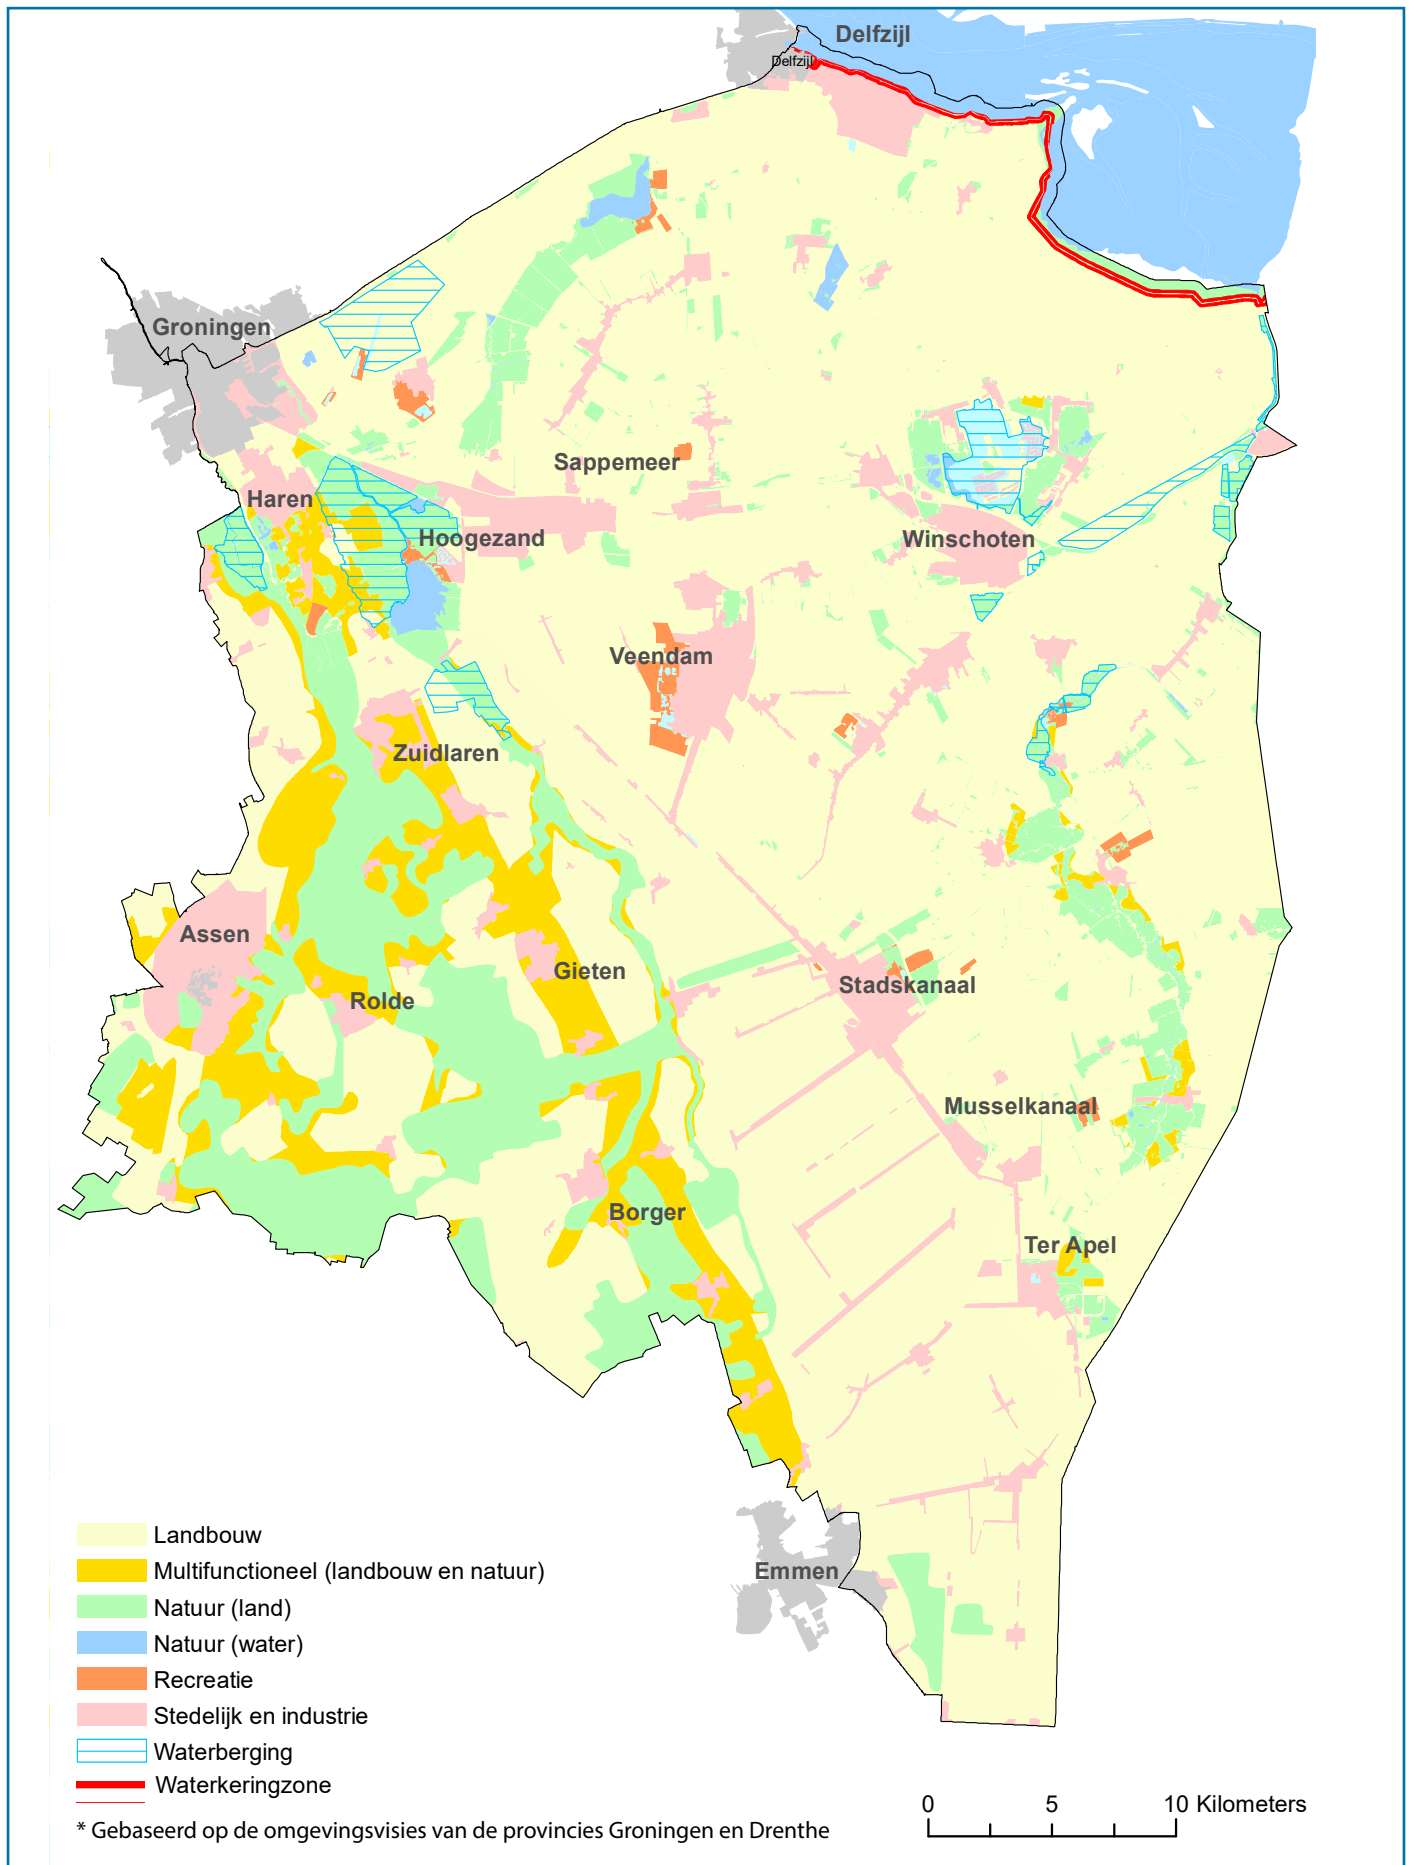 Delfzijl
Delfzijl
Groningen
Sappemeer
Haren
Hoogezand
Winschoten
Veendam
Zuidlaren
Assen
Gieten
Stadskanaal
Rolde
Musselkanaal
Borger
Ter Apel
Emmen
Landbouw
Multifunctioneel (landbouw en natuur)
Natuur (land)
Natuur (water)
Recreatie
Stedelijk en industrie
Waterberging
Waterkeringzone
0 5 10 Kilometers
* Gebaseerd op de omgevingsvisies van de provincies Groningen en Drenthe